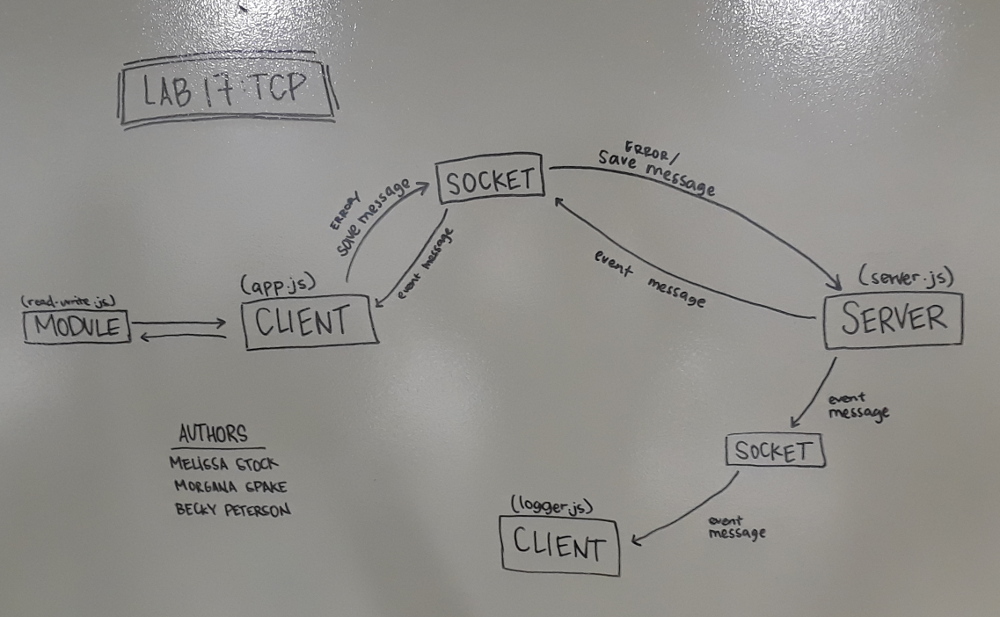 LAB 17: TCP
SOCKET
ERROR/
save message
ERROR/
save message
event message
event message
(read-write.js)
MODULE
(app.js)
CLIENT
(server.js)
SERVER
event
message
SOCKET
event
message
(logger.js)
CLIENT
AUTHORS
MELISSA STOCK
MORGANA SPAKE
BECKY PETERSON